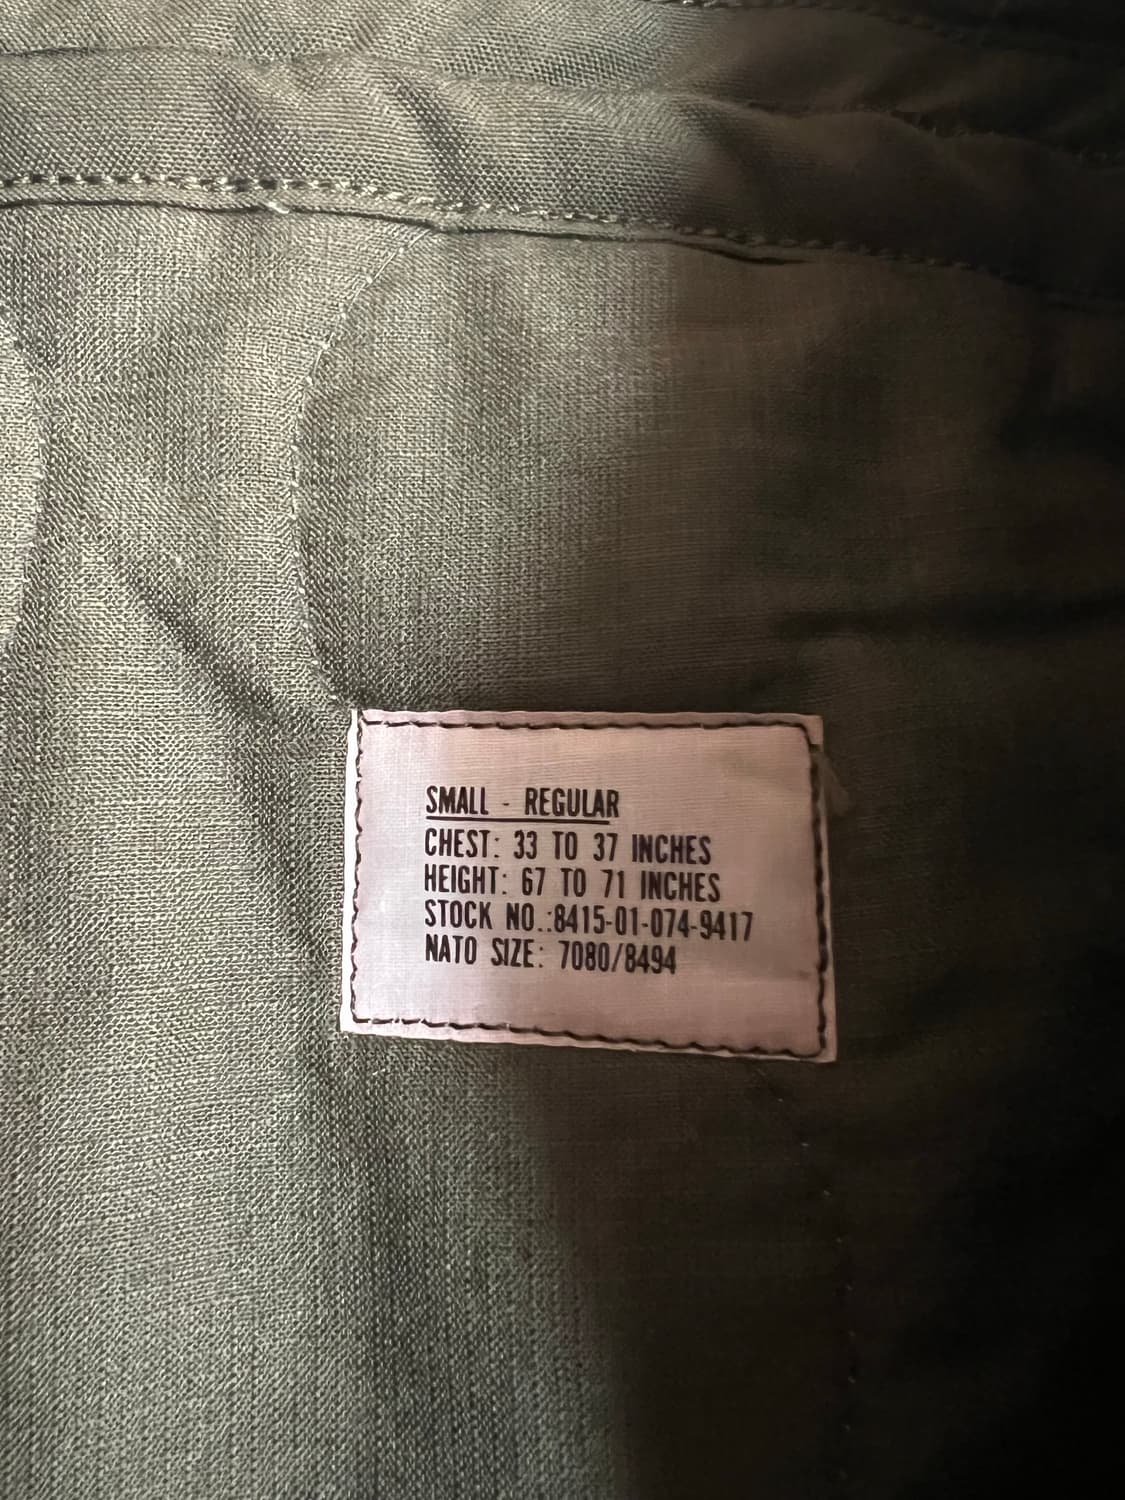 SMALL - REGULAR
CHEST: 33 TO 37 INCHES
HEIGHT: 67 TO 71 INCHES
STOCK NO.:8415-01-074-9417
NATO SIZE: 7080/8494